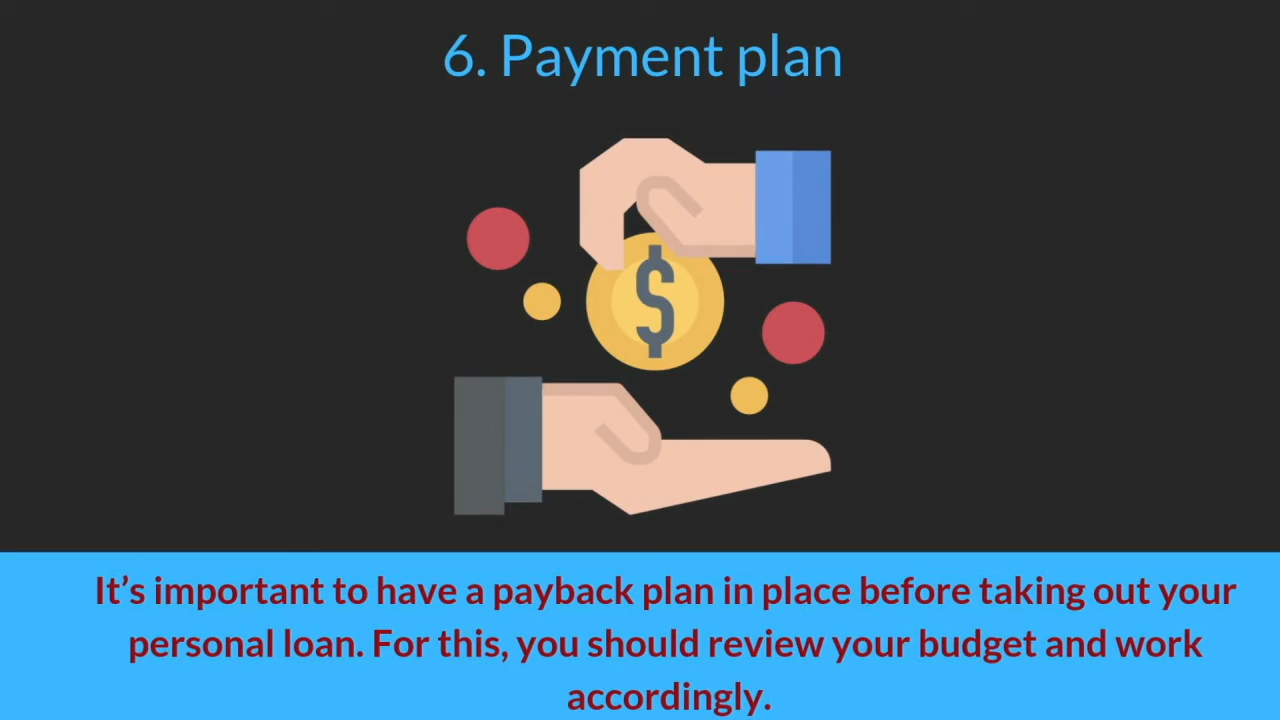 6. Payment plan
$
It’s important to have a payback plan in place before taking out your
personal loan. For this, you should review your budget and work
accordingly.